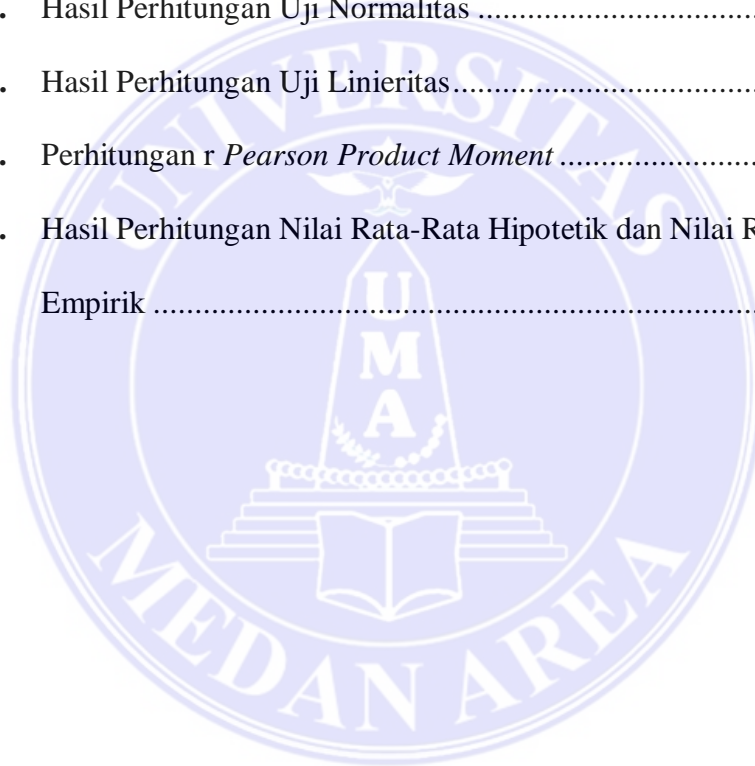 . Hasil Perhitungan Uji Normalitas ................................
. Hasil Perhitungan Uji Linieritas...................................
. Perhitungan r Pearson Product Moment ........................
. Hasil Perhitungan Nilai Rata-Rata Hipotetik dan Nilai R
Empirik ........................................................................
UNIVERSITAS
UMA
MEDAN AREA